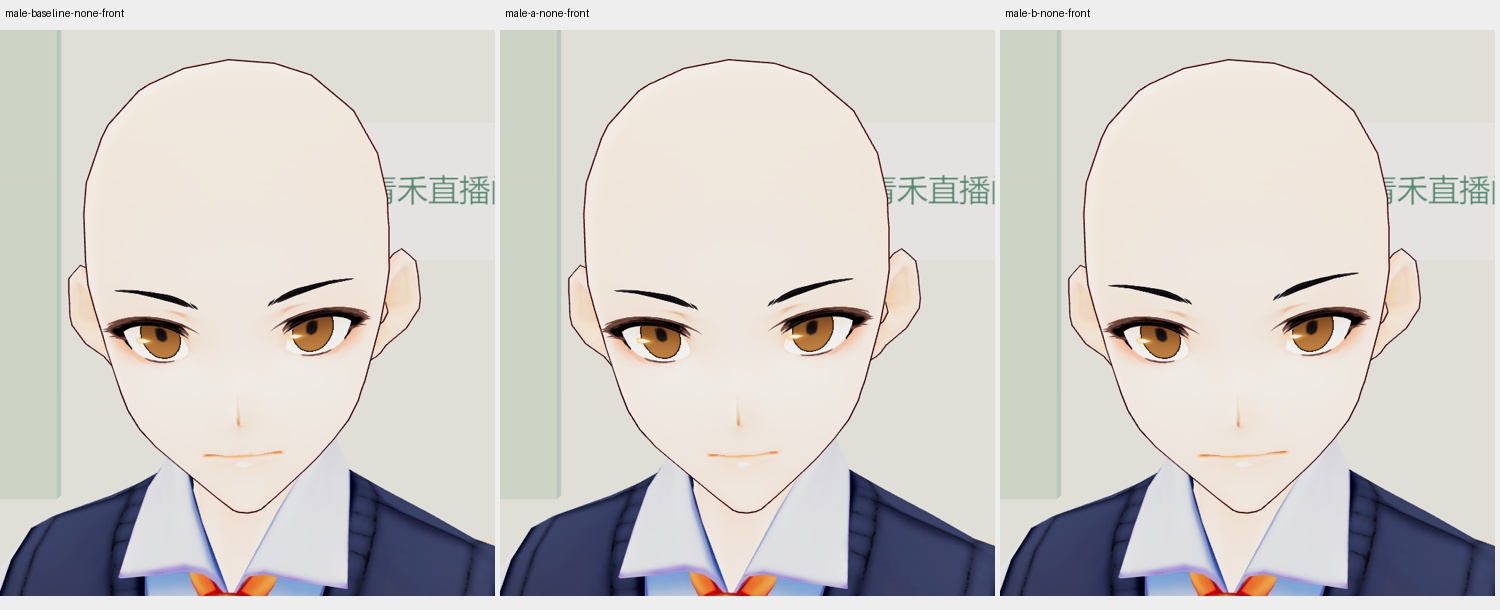 male-baseline-none-front
male-a-none-front
male-b-none-front
禾直播
禾直播
禾直播